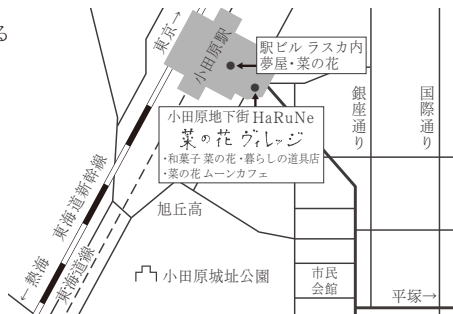 る
東京→
小田原駅
駅ビル ラスカ内
夢屋・菜の花
小田原地下街 HaRuNe
菜の花 ヴィレッジ
・和菓子 菜の花・暮らしの道具店
・菜の花 ムーンカフェ
銀座通り
国際通り
東海道新幹線
東海道線
←熱海
旭丘高
小田原城址公園
市民
会館
平塚→